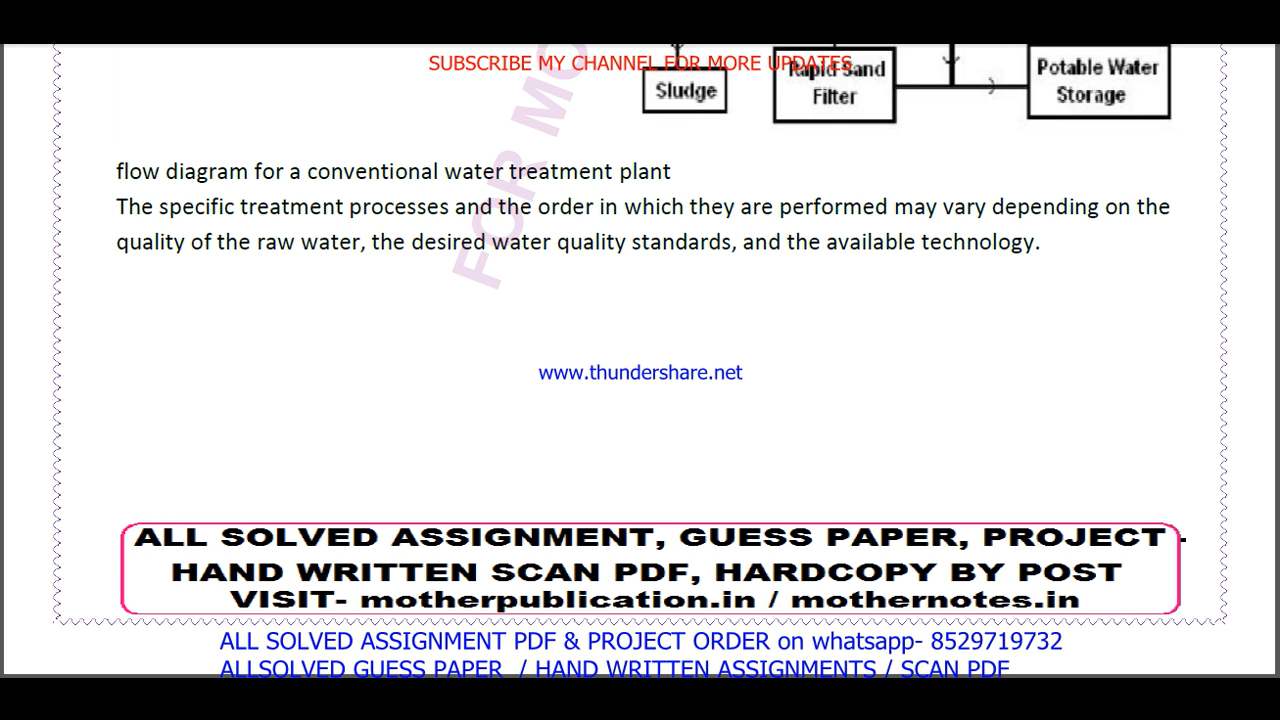 SUBSCRIBE MY CHANNEL FOR MORE UPDATES
Sludge
Rapid Sand
Filter
Potable Water
Storage
FOR MO
flow diagram for a conventional water treatment plant
The specific treatment processes and the order in which they are performed may vary depending on the
quality of the raw water, the desired water quality standards, and the available technology.
www.thundershare.net
ALL SOLVED ASSIGNMENT, GUESS PAPER, PROJECT -
HAND WRITTEN SCAN PDF, HARDCOPY BY POST
VISIT- motherpublication.in / mothernotes.in
ALL SOLVED ASSIGNMENT PDF & PROJECT ORDER on whatsapp- 8529719732
ALLSOLVED GUESS PAPER / HAND WRITTEN ASSIGNMENTS / SCAN PDF